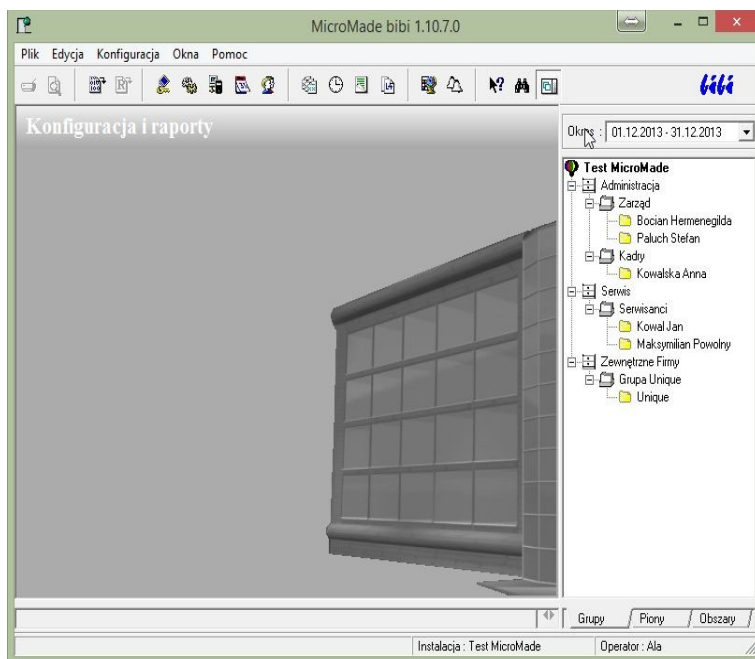 MicroMade bibi 1.10.7.0
Plik Edycja Konfiguracja Okna Pomoc
bibi
Konfiguracja i raporty
Okres : 01.12.2013 - 31.12.2013
Test MicroMade
Administracja
Zarząd
Bocian Hermenegilda
Paluch Stefan
Kadry
Kowalska Anna
Serwis
Serwisanci
Kowal Jan
Maksymilian Powolny
Zewnętrzne Firmy
Grupa Unique
Unique
Grupy Piony Obszary
Instalacja : Test MicroMade Operator : Ala